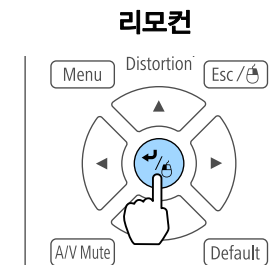 리모컨
Distortion
Menu
Esc/
A/V Mute
Default